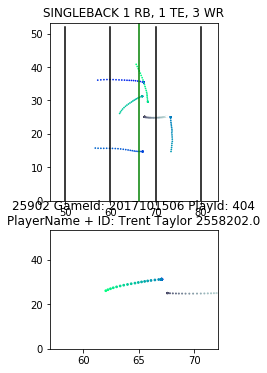 SINGLEBACK 1 RB, 1 TE, 3 WR
50
40
30
20
10
0
50 60 70 80
25902 GameId: 2017101506 PlayId: 404
PlayerName + ID: Trent Taylor 2558202.0
40
20
0
60 65 70